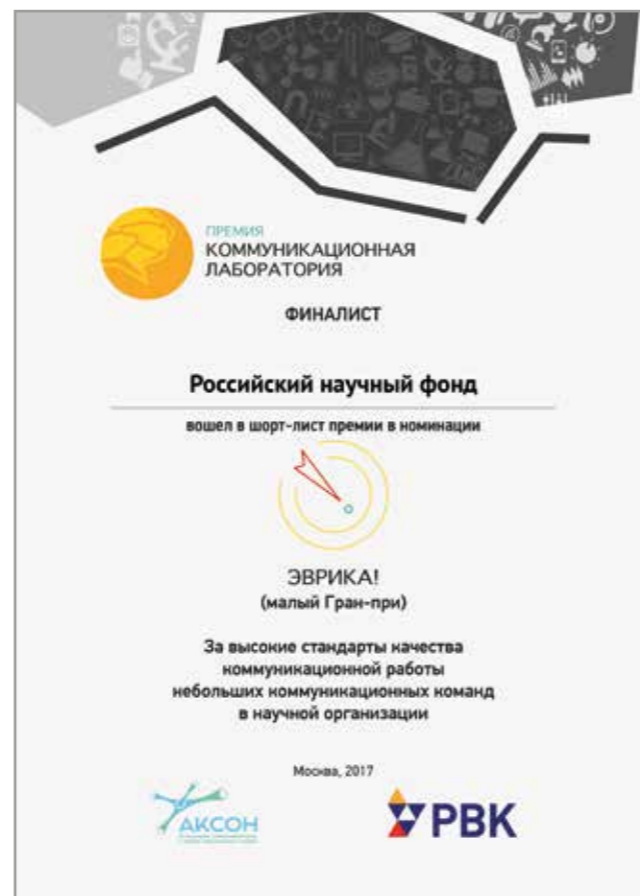 ПРЕМИЯ
КОММУНИКАЦИОННАЯ
ЛАБОРАТОРИЯ
ФИНАЛИСТ
Российский научный фонд
вошел в шорт-лист премии в номинации
ЭВРИКА!
(малый Гран-при)
За высокие стандарты качества
коммуникационной работы
небольших коммуникационных команд
в научной организации
Москва, 2017
АКСОН
РВК